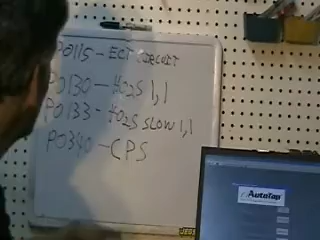 P0115 - ECT CIRCUIT
P0130 - HO2S 1,1
P0133 - HO2S SLOW 1,1
P0340 - CPS
AutoTap